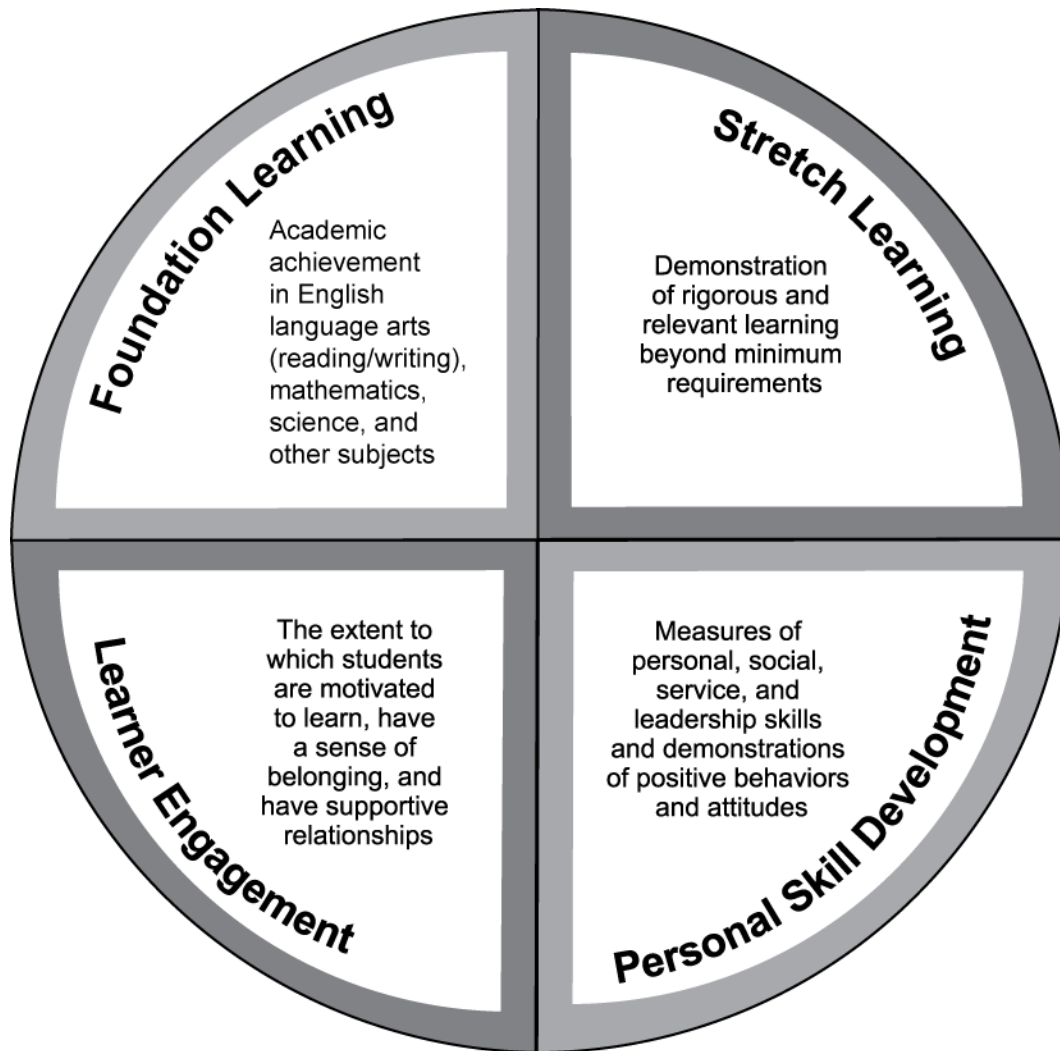 Foundation Learning
Academic
achievement
in English
language arts
(reading/writing),
mathematics,
science, and
other subjects
Stretch Learning
Demonstration
of rigorous and
relevant learning
beyond minimum
requirements
Learner Engagement
The extent to
which students
are motivated
to learn, have
a sense of
belonging, and
have supportive
relationships
Personal Skill Development
Measures of
personal, social,
service, and
leadership skills
and demonstrations
of positive behaviors
and attitudes